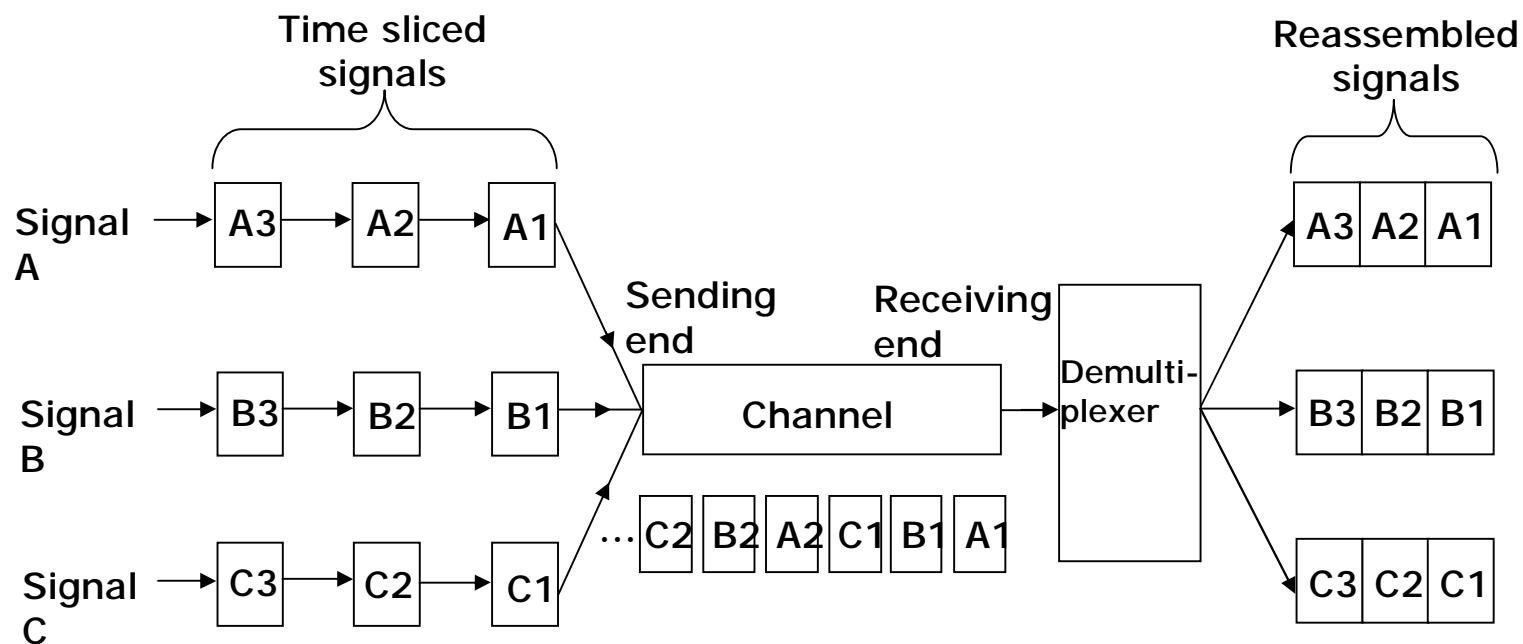 Time sliced
signals
Reassembled
signals
Signal
A
A3
A2
A1
A3 A2 A1
Sending
end
Receiving
end
Demulti-
plexer
Channel
Signal
B
B3
B2
B1
B3 B2 B1
... C2 B2 A2 C1 B1 A1
Signal
C
C3
C2
C1
C3 C2 C1